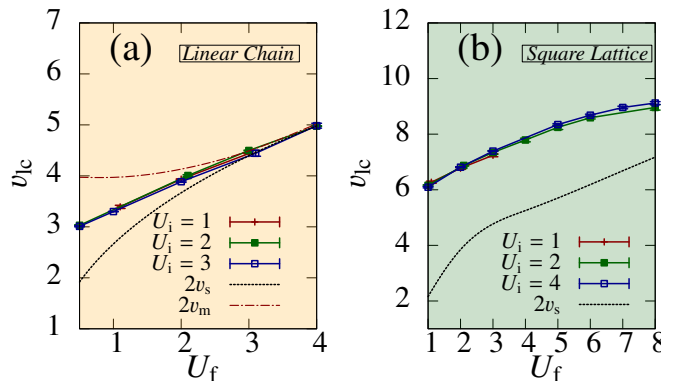 (a) Linear Chain
v_lc
7
6
5
4
3
2
1
U_i = 1
U_i = 2
U_i = 3
2v_s
2v_m
1 2 3 4
U_f
(b) Square Lattice
v_lc
12
10
8
6
4
2
U_i = 1
U_i = 2
U_i = 4
2v_s
1 2 3 4 5 6 7 8
U_f